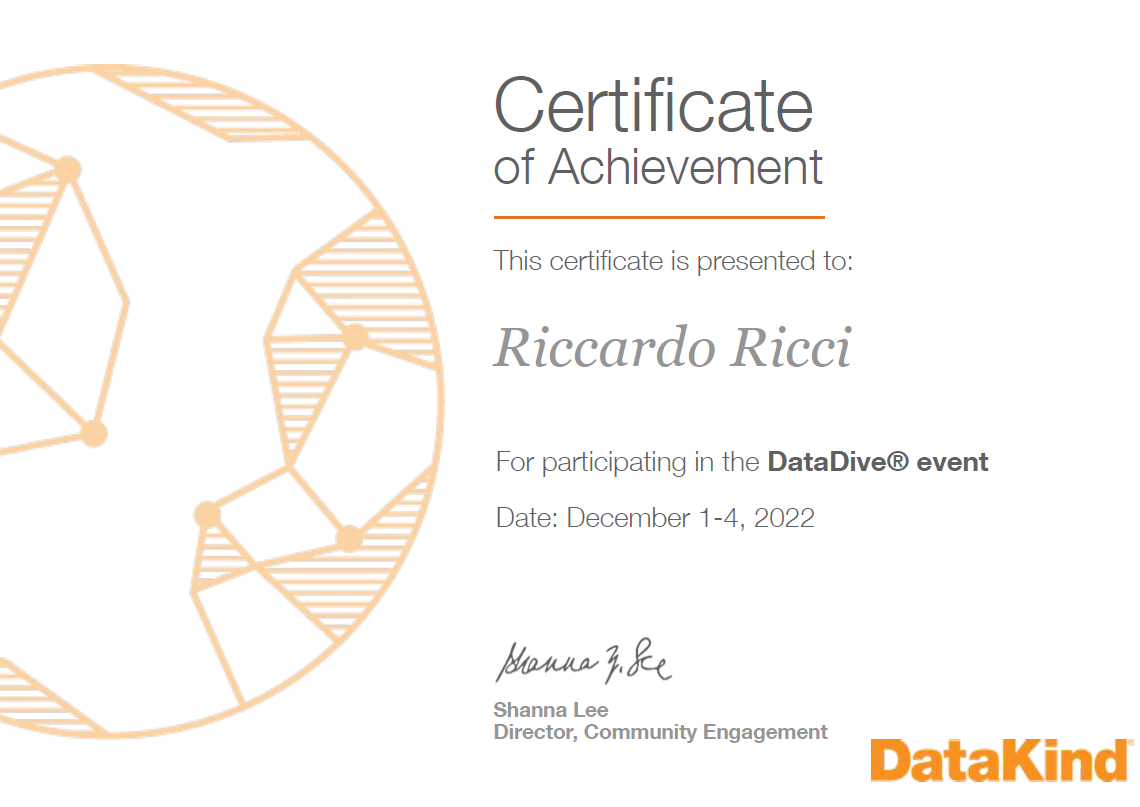 Certificate
of Achievement
This certificate is presented to:
Riccardo Ricci
For participating in the DataDive® event
Date: December 1-4, 2022
Shanna Y. Lee
Shanna Lee
Director, Community Engagement
DataKind®